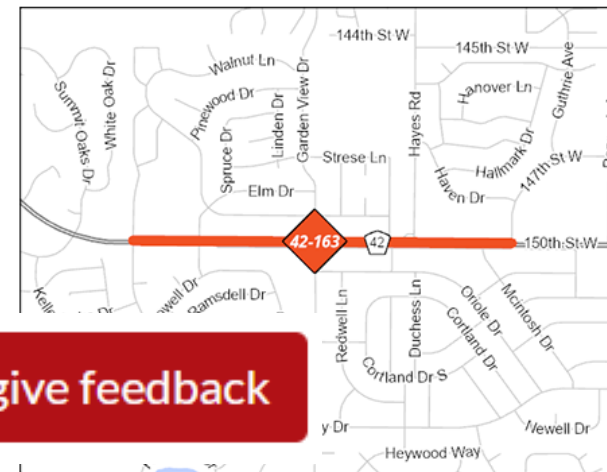 144th St W
145th St W
Guthrie Ave
Walnut Ln
Garden View Dr
White Oak Dr
Summit Oaks Dr
Pinewood Dr
Linden Dr
Hayes Rd
Hanover Ln
Spruce Dr
Strese Ln
Hallmark Dr
147th St W
Elm Dr
Haven Dr
42-163
42
150th St W
Ramsdell Dr
Redwell Ln
Duchess Ln
Oriole Dr
Mcintosh Dr
Cortland Dr
give feedback
Cortland Dr S
y Dr
Newell Dr
Heywood Way